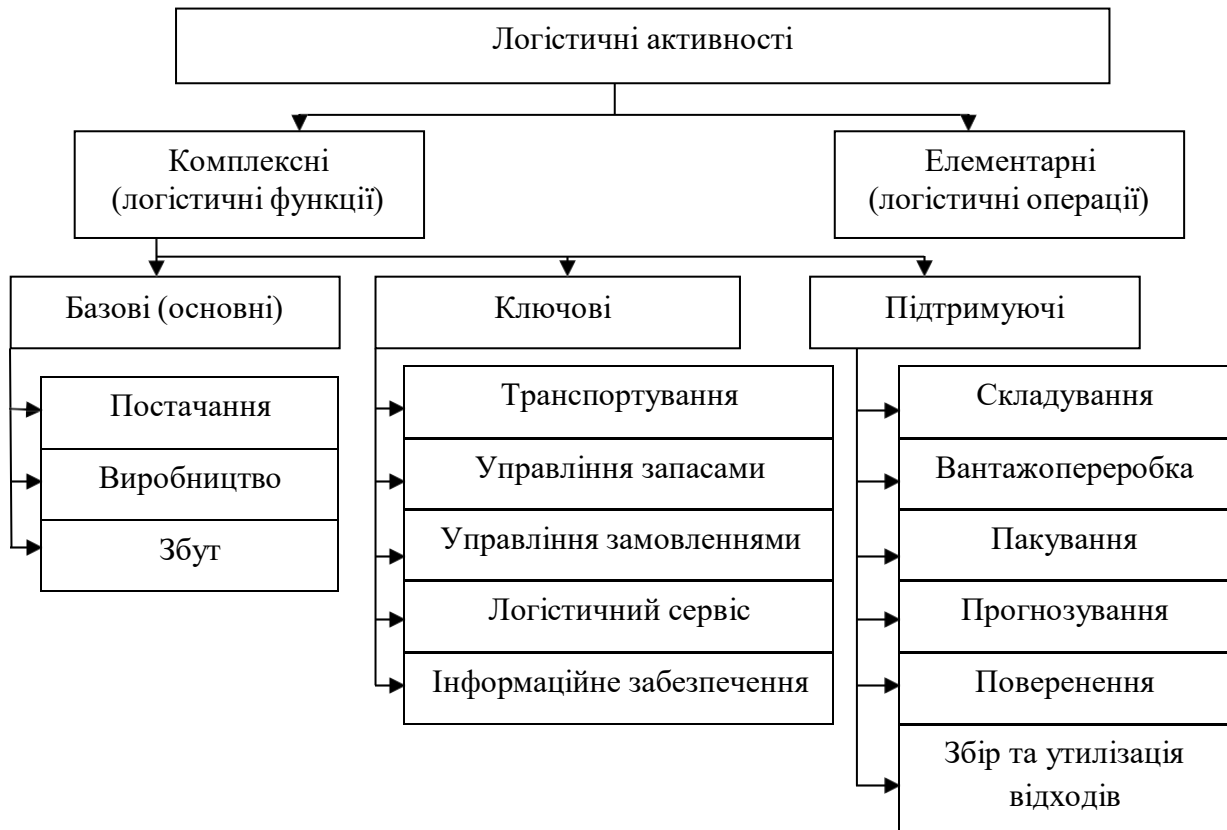 Логістичні активності
Комплексні
(логістичні функції)
Елементарні
(логістичні операції)
Базові (основні)
Ключові
Підтримуючі
Постачання
Виробництво
Збут
Транспортування
Управління запасами
Управління замовленнями
Логістичний сервіс
Інформаційне забезпечення
Складування
Вантажопереробка
Пакування
Прогнозування
Поверенення
Збір та утилізація
відходів